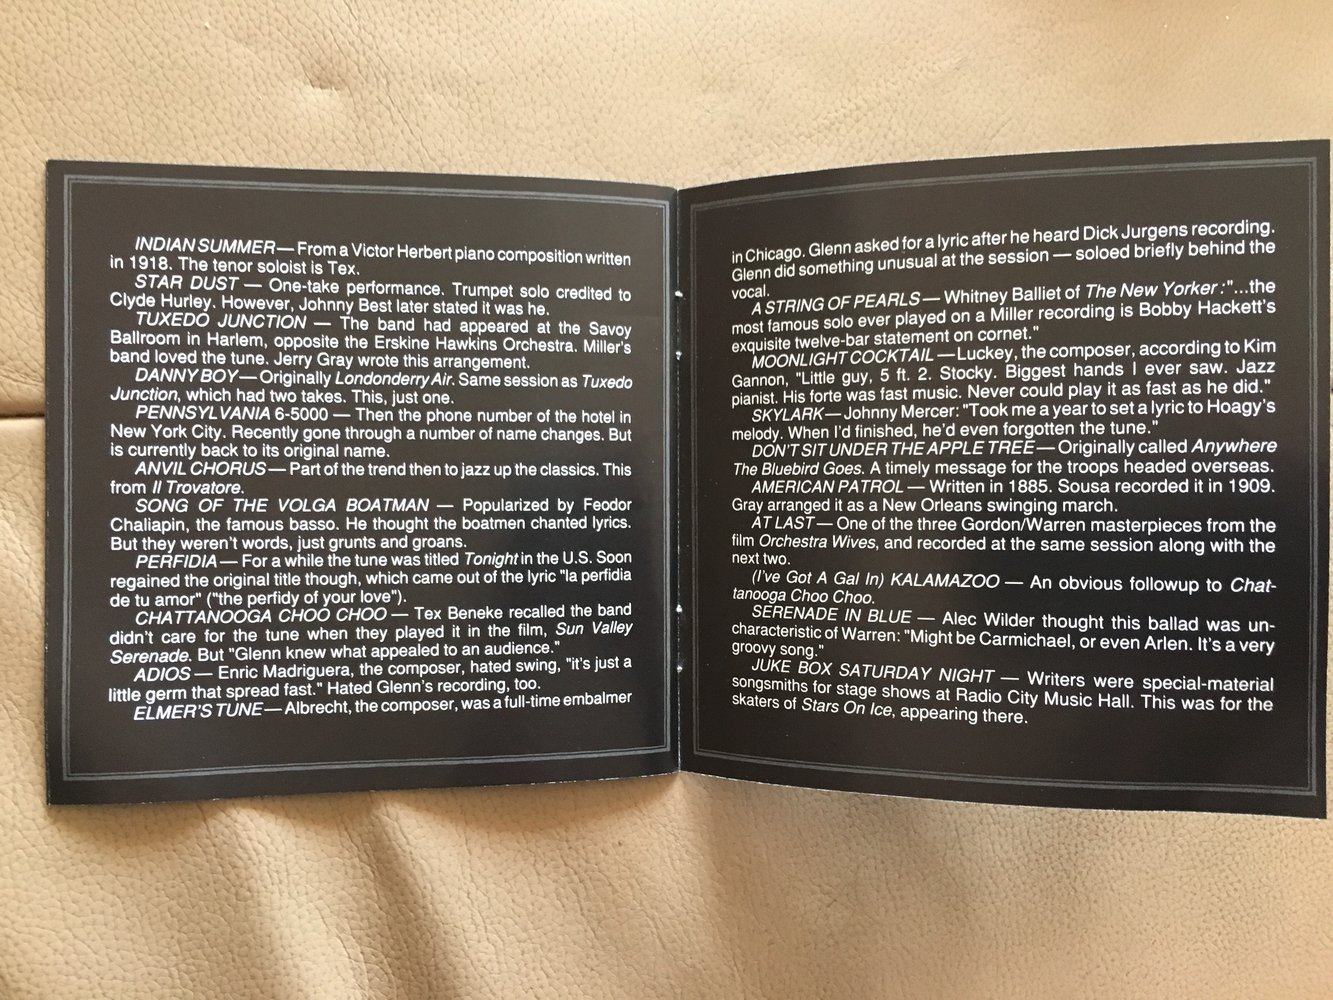 INDIAN SUMMER — From a Victor Herbert piano composition written
in 1918. The tenor soloist is Tex.
STAR DUST — One-take performance. Trumpet solo credited to
Clyde Hurley. However, Johnny Best later stated it was he.
TUXEDO JUNCTION — The band had appeared at the Savoy
Ballroom in Harlem, opposite the Erskine Hawkins Orchestra. Miller's
band loved the tune. Jerry Gray wrote this arrangement.
DANNY BOY — Originally Londonderry Air. Same session as Tuxedo
Junction, which had two takes. This, just one.
PENNSYLVANIA 6-5000 — Then the phone number of the hotel in
New York City. Recently gone through a number of name changes. But
is currently back to its original name.
ANVIL CHORUS — Part of the trend then to jazz up the classics. This
from Il Trovatore.
SONG OF THE VOLGA BOATMAN — Popularized by Feodor
Chaliapin, the famous basso. He thought the boatmen chanted lyrics.
But they weren't words, just grunts and groans.
PERFIDIA — For a while the tune was titled Tonight in the U.S. Soon
regained the original title though, which came out of the lyric "la perfidia
de tu amor" ("the perfidy of your love").
CHATTANOOGA CHOO CHOO — Tex Beneke recalled the band
didn't care for the tune when they played it in the film, Sun Valley
Serenade. But "Glenn knew what appealed to an audience."
ADIOS — Enric Madriguera, the composer, hated swing, "it's just a
little germ that spread fast." Hated Glenn's recording, too.
ELMER'S TUNE — Albrecht, the composer, was a full-time embalmer
in Chicago. Glenn asked for a lyric after he heard Dick Jurgens recording.
Glenn did something unusual at the session — soloed briefly behind the
vocal.
A STRING OF PEARLS — Whitney Balliet of The New Yorker :"...the
most famous solo ever played on a Miller recording is Bobby Hackett's
exquisite twelve-bar statement on cornet."
MOONLIGHT COCKTAIL — Luckey, the composer, according to Kim
Gannon, "Little guy, 5 ft. 2. Stocky. Biggest hands I ever saw. Jazz
pianist. His forte was fast music. Never could play it as fast as he did."
SKYLARK — Johnny Mercer: "Took me a year to set a lyric to Hoagy's
melody. When I'd finished, he'd even forgotten the tune."
DON'T SIT UNDER THE APPLE TREE — Originally called Anywhere
The Bluebird Goes. A timely message for the troops headed overseas.
AMERICAN PATROL — Written in 1885. Sousa recorded it in 1909.
Gray arranged it as a New Orleans swinging march.
AT LAST — One of the three Gordon/Warren masterpieces from the
film Orchestra Wives, and recorded at the same session along with the
next two.
(I've Got A Gal In) KALAMAZOO — An obvious followup to Chat-
tanooga Choo Choo.
SERENADE IN BLUE — Alec Wilder thought this ballad was un-
characteristic of Warren: "Might be Carmichael, or even Arlen. It's a very
groovy song."
JUKE BOX SATURDAY NIGHT — Writers were special-material
songsmiths for stage shows at Radio City Music Hall. This was for the
skaters of Stars On Ice, appearing there.